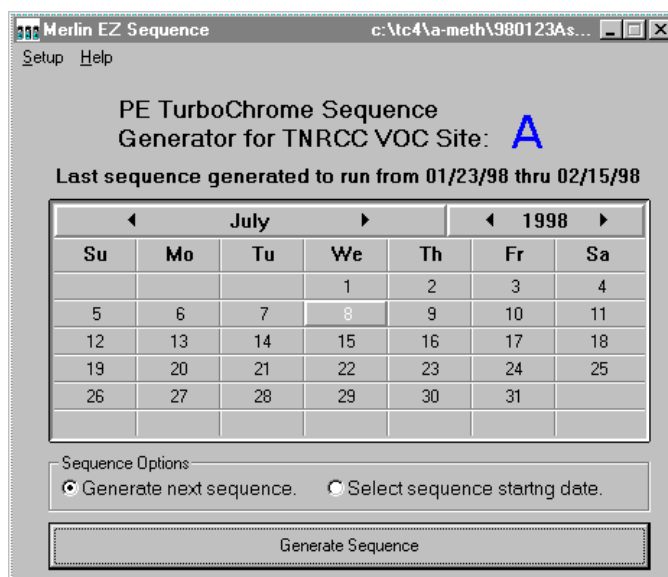 Merlin EZ Sequence c:\tc4\a-meth\980123As...
Setup Help
PE TurboChrome Sequence
Generator for TNRCC VOC Site: A
Last sequence generated to run from 01/23/98 thru 02/15/98
July 1998
Su Mo Tu We Th Fr Sa
1 2 3 4
5 6 7 8 9 10 11
12 13 14 15 16 17 18
19 20 21 22 23 24 25
26 27 28 29 30 31
Sequence Options
Generate next sequence. Select sequence startng date.
Generate Sequence